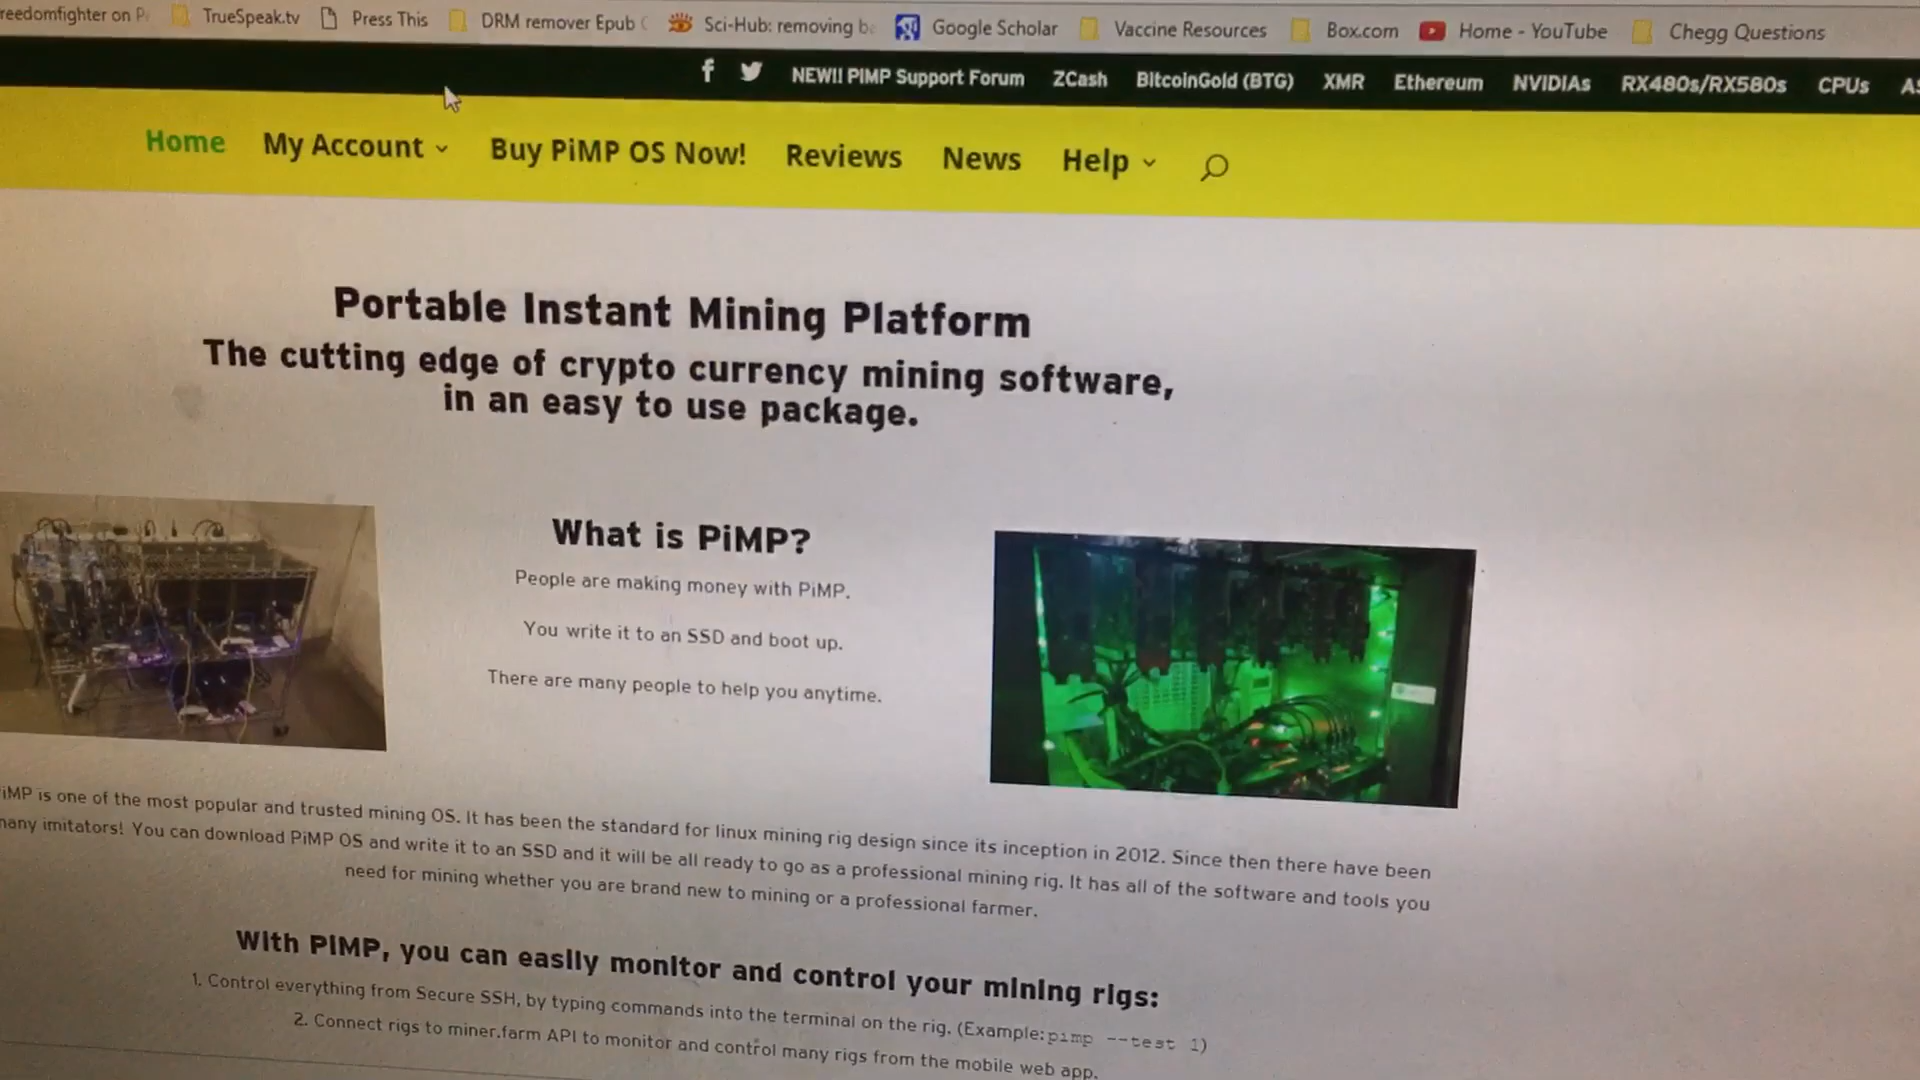 reedomfighter on P
TrueSpeak.tv
Press This
DRM remover Epub
Sci-Hub: removing b
Google Scholar
Vaccine Resources
Box.com
Home - YouTube
Chegg Questions
NEW!! PIMP Support Forum
ZCash
BitcoinGold (BTG)
XMR
Ethereum
NVIDIAs
RX480s/RX580s
CPUs
Home
My Account
Buy PiMP OS Now!
Reviews
News
Help
Portable Instant Mining Platform
The cutting edge of crypto currency mining software,
in an easy to use package.
What is PiMP?
People are making money with PiMP.
You write it to an SSD and boot up.
There are many people to help you anytime.
iMP is one of the most popular and trusted mining OS. It has been the standard for linux mining rig design since its inception in 2012. Since then there have been
many imitators! You can download PiMP OS and write it to an SSD and it will be all ready to go as a professional mining rig. It has all of the software and tools you
need for mining whether you are brand new to mining or a professional farmer.
With PiMP, you can easily monitor and control your mining rigs:
1. Control everything from Secure SSH, by typing commands into the terminal on the rig. (Example: pimp --test 1)
2. Connect rigs to miner.farm API to monitor and control many rigs from the mobile web app.